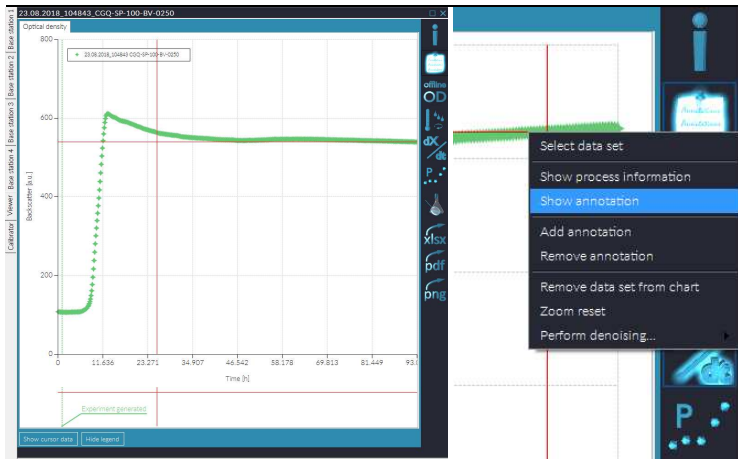 23.08.2018_104843_CGQ-SP-100-BV-0250
Optical density
Base station 1
Base station 2
Base station 3
Base station 4
Viewer
Calibrator
23.08.2018_104843 CGQ-SP-100-BV-0250
Backscatter [a.u.]
800
600
400
200
0
0 11.636 23.271 34.907 46.542 58.178 69.813 81.449 93.
Time [h]
Experiment generated
Show cursor data
Hide legend
offline
OD
dX/dt
P
xlsx
pdf
png
Annotations
Annotations
Select data set
Show process information
Show annotation
Add annotation
Remove annotation
Remove data set from chart
Zoom reset
Perform denoising...
P